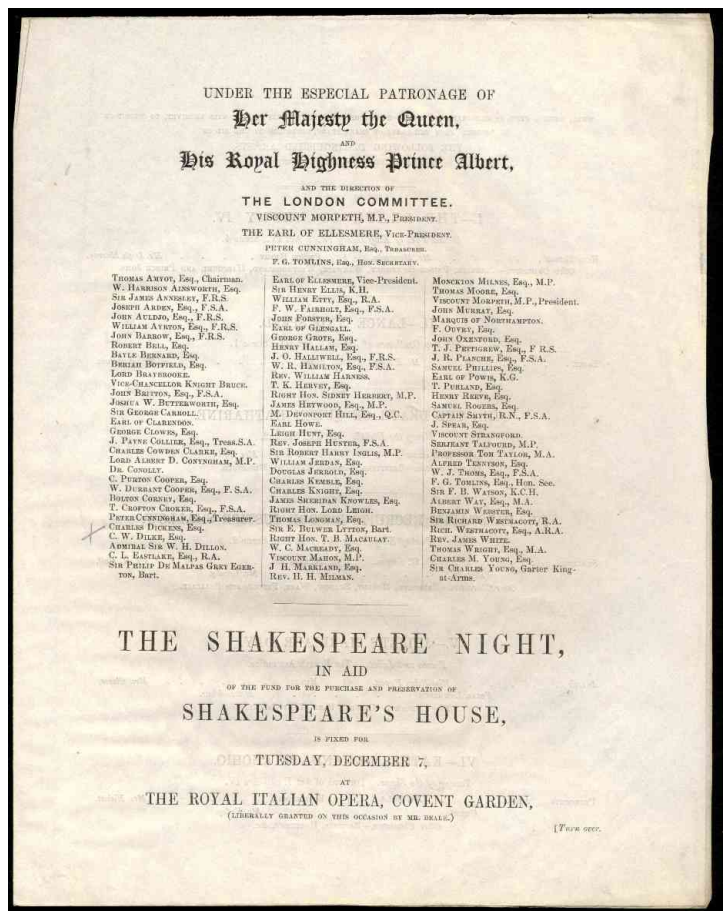 UNDER THE ESPECIAL PATRONAGE OF
Her Majesty the Queen,
AND
His Royal Highness Prince Albert,
AND THE DIRECTION OF
THE LONDON COMMITTEE.
VISCOUNT MORPETH, M.P., PRESIDENT.
THE EARL OF ELLESMERE, VICE-PRESIDENT.
PETER CUNNINGHAM, Esq., TREASURER.
F. G. TOMLINS, Esq., HON. SECRETARY.
THOMAS AMYOT, Esq., Chairman.
W. HARRISON AINSWORTH, Esq.
SIR JAMES ANNESLEY, F.R.S.
JOSEPH ARDEN, Esq., F.S.A.
JOHN AULDJO, Esq., F.R.S.
WILLIAM AYRTON, Esq., F.R.S.
JOHN BARROW, Esq., F.R.S.
ROBERT BELL, Esq.
BAYLE BERNARD, Esq.
BERIAH BOTFIELD, Esq.
LORD BRAYBROOKE.
VICE-CHANCELLOR KNIGHT BRUCE.
JOHN BRITTON, Esq., F.S.A.
JOSHUA W. BUTTERWORTH, Esq.
SIR GEORGE CARROLL.
EARL OF CLARENDON.
GEORGE CLOWES, Esq.
J. PAYNE COLLIER, Esq., Treas.S.A.
CHARLES COWDEN CLARKE, Esq.
LORD ALBERT D. CONYNGHAM, M.P.
DR. CONOLLY.
C. PURTON COOPER, Esq.
W. DURRANT COOPER, Esq., F. S.A.
BOLTON CORNEY, Esq.
T. CROFTON CROKER, Esq., F.S.A.
PETER CUNNINGHAM, Esq., Treasurer.
CHARLES DICKENS, Esq.
C. W. DILKE, Esq.
ADMIRAL SIR W. H. DILLON.
C. L. EASTLAKE, Esq., R.A.
SIR PHILIP DE MALPAS GREY EGER-
TON, Bart.
EARL OF ELLESMERE, Vice-President.
SIR HENRY ELLIS, K.H.
WILLIAM ETTY, Esq., R.A.
F. W. FAIRHOLT, Esq., F.S.A.
JOHN FORSTER, Esq.
EARL OF GLENGALL.
GEORGE GROTE, Esq.
HENRY HALLAM, Esq.
J. O. HALLIWELL, Esq., F.R.S.
W. R. HAMILTON, Esq., F.S.A.
REV. WILLIAM HARNESS.
T. K. HERVEY, Esq.
RIGHT HON. SIDNEY HERBERT, M.P.
JAMES HEYWOOD, Esq., M.P.
M. DEVONPORT HILL, Esq., Q.C.
EARL HOWE.
LEIGH HUNT, Esq.
REV. JOSEPH HUNTER, F.S.A.
SIR ROBERT HARRY INGLIS, M.P.
WILLIAM JERDAN, Esq.
DOUGLAS JERROLD, Esq.
CHARLES KEMBLE, Esq.
CHARLES KNIGHT, Esq.
JAMES SHERIDAN KNOWLES, Esq.
RIGHT HON. LORD LEIGH.
THOMAS LONGMAN, Esq.
SIR E. BULWER LYTTON, Bart.
RIGHT HON. T. B. MACAULAY.
W. C. MACREADY, Esq.
VISCOUNT MAHON, M.P.
J H. MARKLAND, Esq.
REV. H. H. MILMAN.
MONCKTON MILNES, Esq., M.P.
THOMAS MOORE, Esq.
VISCOUNT MORPETH, M.P., President.
JOHN MURRAY, Esq.
MARQUIS OF NORTHAMPTON.
F. OUVRY, Esq.
JOHN OXENFORD, Esq.
T. J. PETTIGREW, Esq., F R.S.
J. R. PLANCHE, Esq., F.S.A.
SAMUEL PHILLIPS, Esq.
EARL OF POWIS, K.G.
T. PURLAND, Esq.
HENRY REEVE, Esq.
SAMUEL ROGERS, Esq.
CAPTAIN SMYTH, R.N., F.S.A.
J. SPEAR, Esq.
VISCOUNT STRANGFORD.
SERJEANT TALFOURD, M.P.
PROFESSOR TOM TAYLOR, M.A.
ALFRED TENNYSON, Esq.
W. J. THOMS, Esq., F.S.A.
F. G. TOMLINS, Esq., Hon. Sec.
SIR F. B. WATSON, K.C.H.
ALBERT WAY, Esq., M.A.
BENJAMIN WEBSTER, Esq.
SIR RICHARD WESTMACOTT, R.A.
RICH. WESTMACOTT, Esq., A.R.A.
REV. JAMES WHITE.
THOMAS WRIGHT, Esq., M.A.
CHARLES M. YOUNG, Esq.
SIR CHARLES YOUNG, Garter King-
at-Arms.
THE SHAKESPEARE NIGHT,
IN AID
OF THE FUND FOR THE PURCHASE AND PRESERVATION OF
SHAKESPEARE'S HOUSE,
IS FIXED FOR
TUESDAY, DECEMBER 7,
AT
THE ROYAL ITALIAN OPERA, COVENT GARDEN,
(LIBERALLY GRANTED ON THIS OCCASION BY MR. BEALE.)
[Turn over.